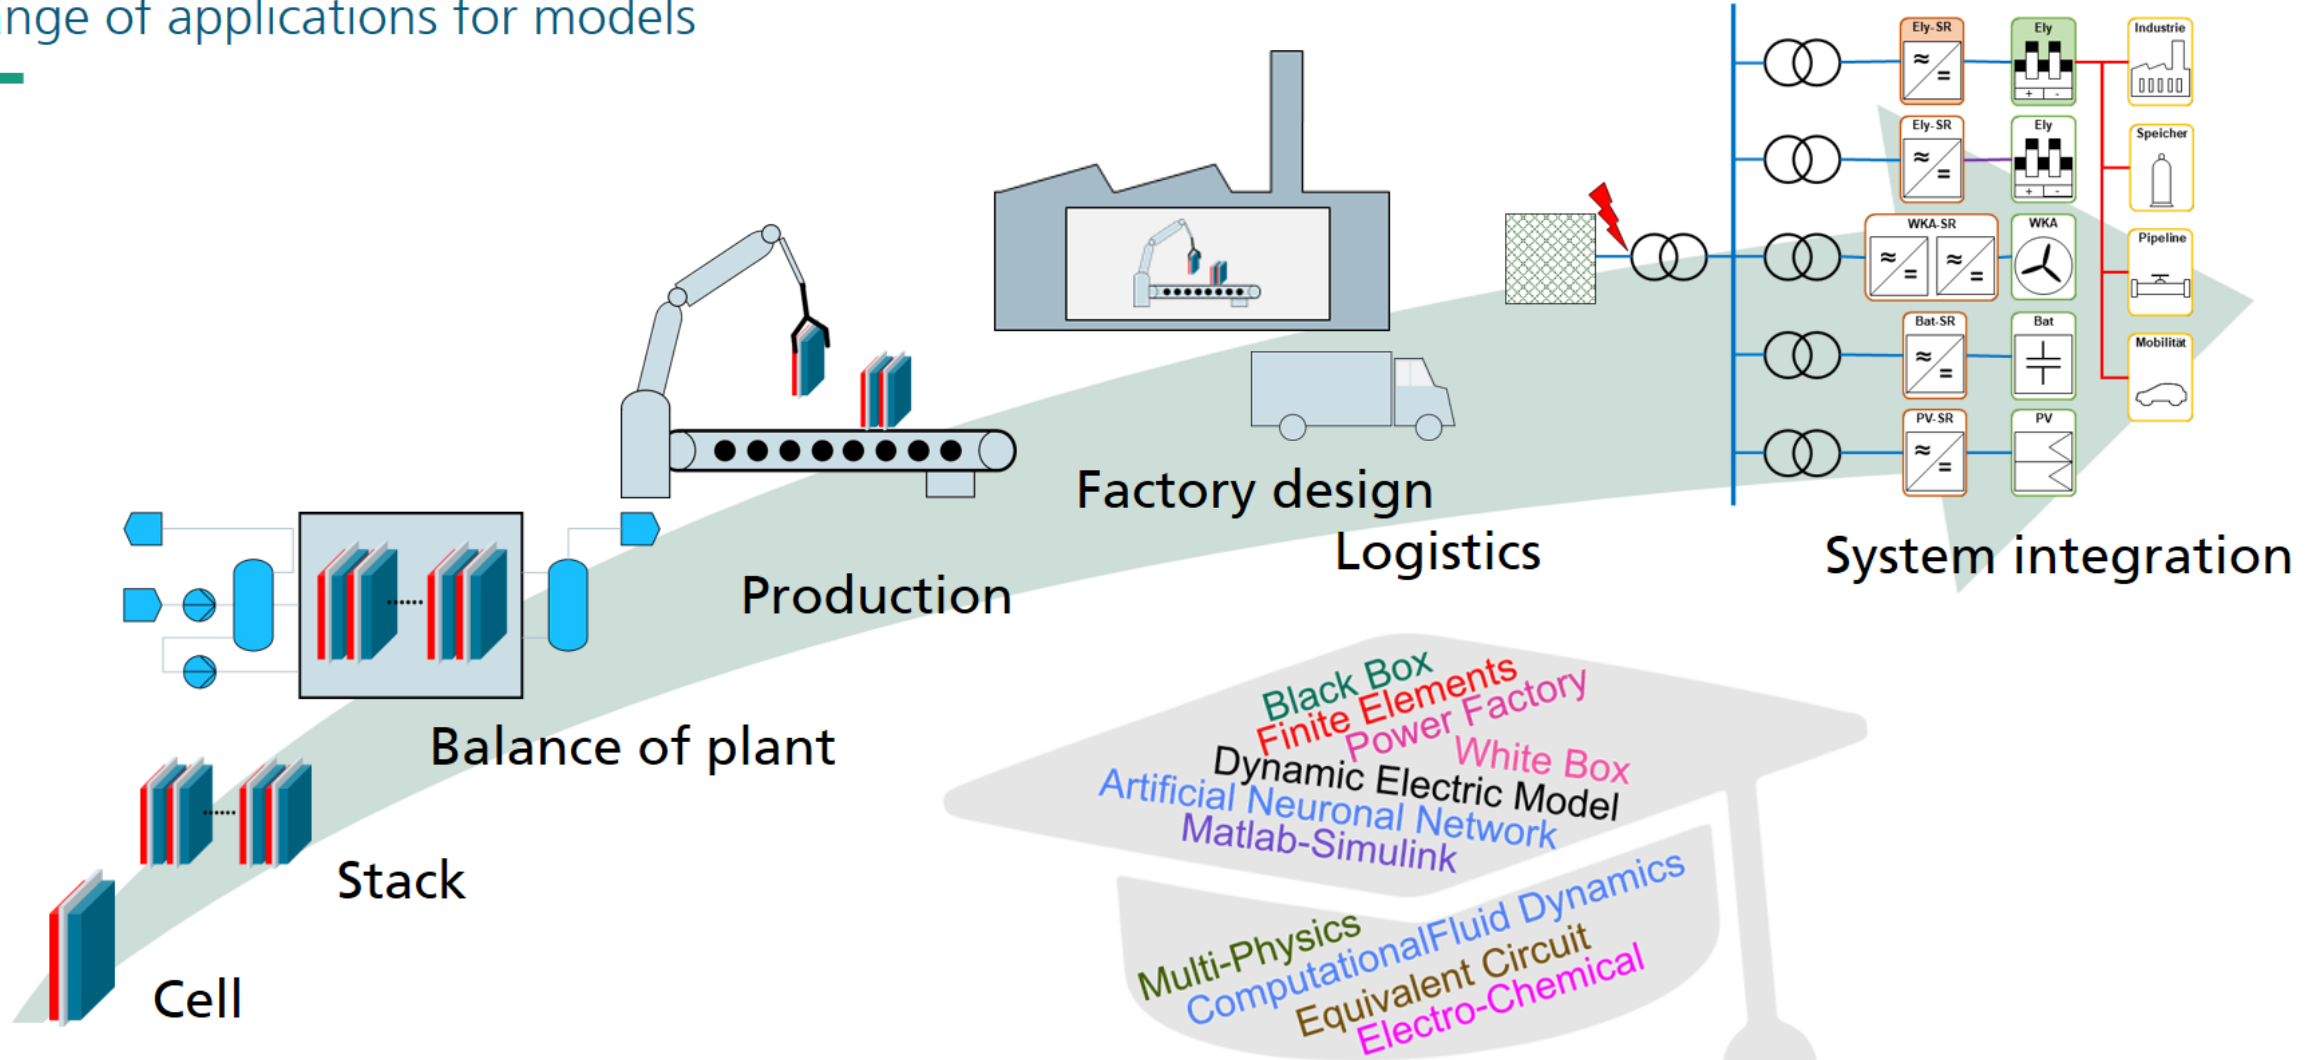 nge of applications for models
Ely-SR
Ely
Industrie
≈
=
+ -
Ely-SR
Ely
Speicher
≈
=
+ -
WKA-SR
WKA
Pipeline
≈
=
≈
=
Bat-SR
Bat
Mobilität
≈
=
PV-SR
PV
≈
=
Factory design
Logistics
System integration
Production
Balance of plant
Stack
Cell
Black Box
Finite Elements
Power Factory
White Box
Dynamic Electric Model
Artificial Neuronal Network
Matlab-Simulink
Multi-Physics
ComputationalFluid Dynamics
Equivalent Circuit
Electro-Chemical